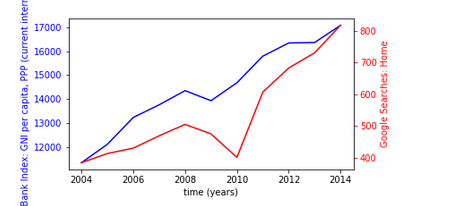 Bank Index: GNI per capita, PPP (current intern
17000
16000
15000
14000
13000
12000
800
700
600
500
400
Google Searches: Home
2004 2006 2008 2010 2012 2014
time (years)